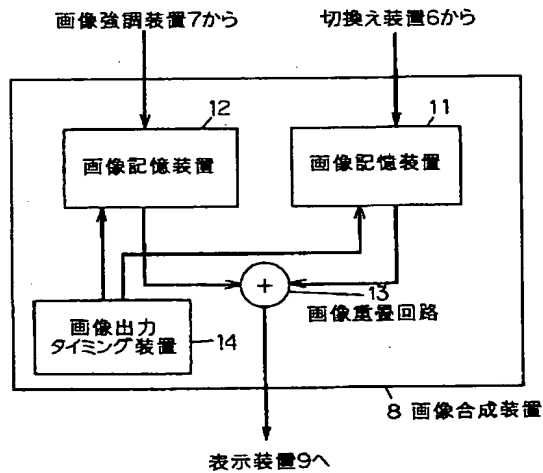 画像強調装置7から
切換え装置6から
12
11
画像記憶装置
画像記憶装置
+
13
画像重畳回路
画像出力
タイミング装置
14
8 画像合成装置
表示装置9へ